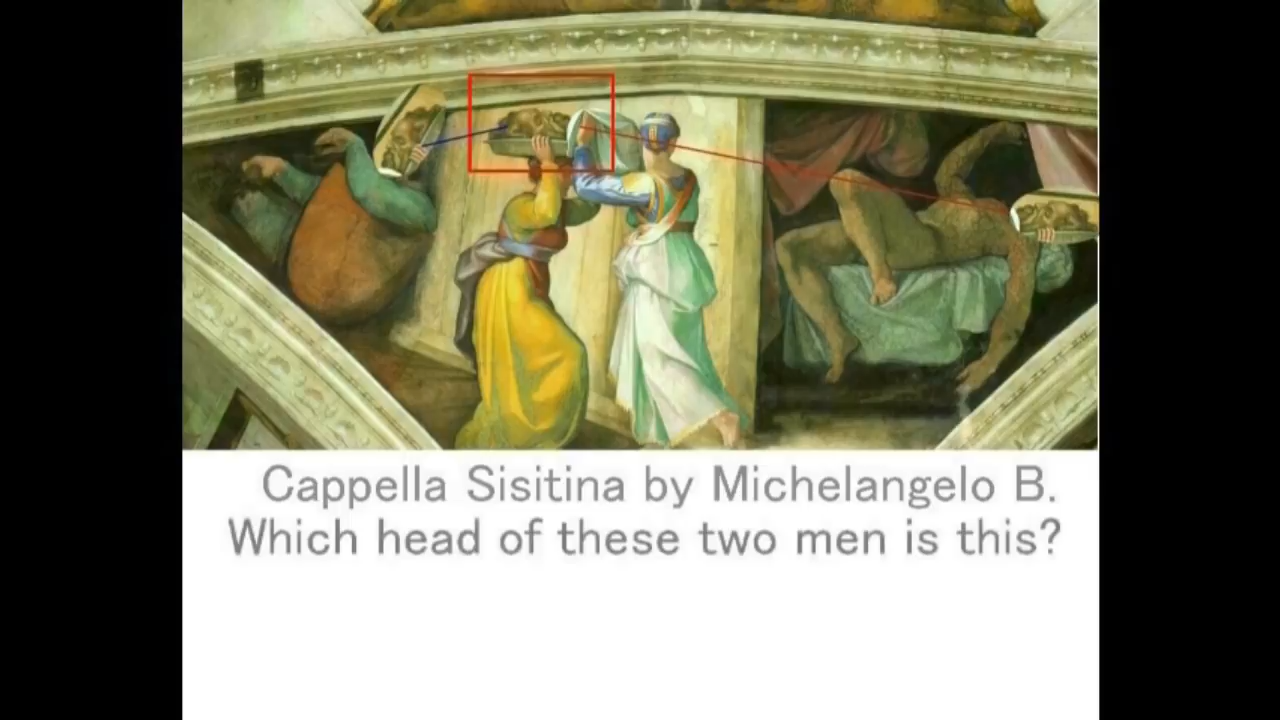 Cappella Sisitina by Michelangelo B.
Which head of these two men is this?